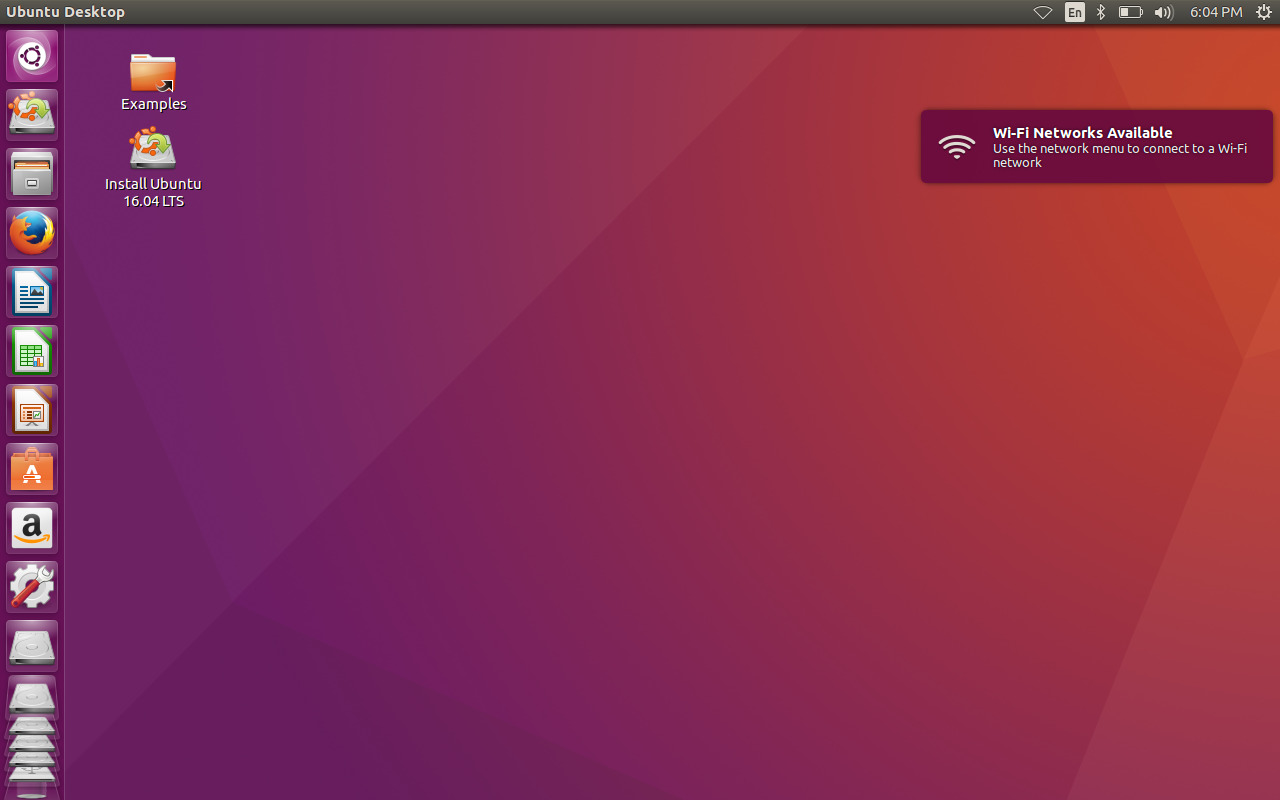 Ubuntu Desktop
En
6:04 PM
Examples
Install Ubuntu
16.04 LTS
Wi-Fi Networks Available
Use the network menu to connect to a Wi-Fi
network
A
a